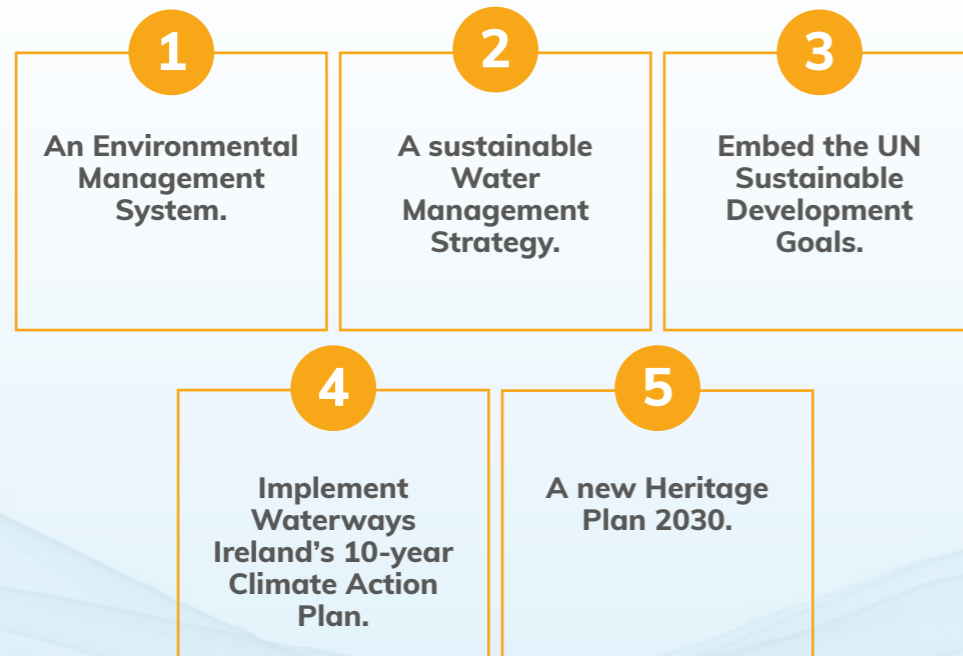 1
An Environmental
Management
System.
2
A sustainable
Water
Management
Strategy.
3
Embed the UN
Sustainable
Development
Goals.
4
Implement
Waterways
Ireland’s 10-year
Climate Action
Plan.
5
A new Heritage
Plan 2030.